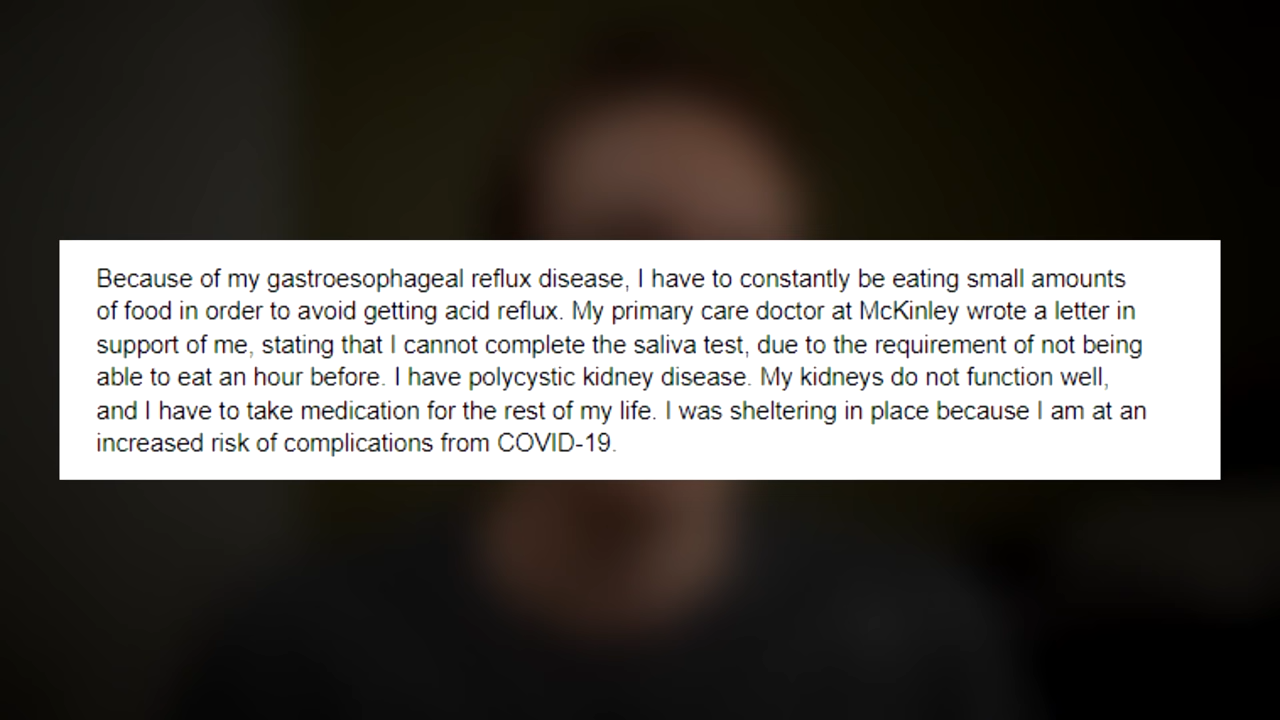 Because of my gastroesophageal reflux disease, I have to constantly be eating small amounts
of food in order to avoid getting acid reflux. My primary care doctor at McKinley wrote a letter in
support of me, stating that I cannot complete the saliva test, due to the requirement of not being
able to eat an hour before. I have polycystic kidney disease. My kidneys do not function well,
and I have to take medication for the rest of my life. I was sheltering in place because I am at an
increased risk of complications from COVID-19.